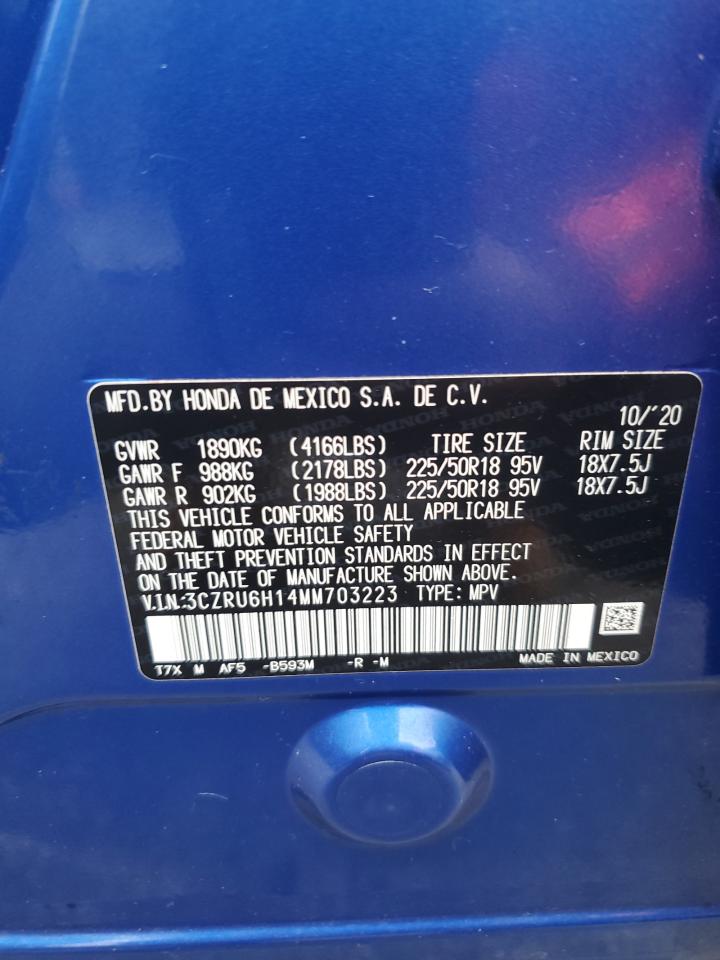 MFD.BY HONDA DE MEXICO S.A. DE C.V.
10/'20
GVWR 1890KG (4166LBS) TIRE SIZE RIM SIZE
GAWR F 988KG (2178LBS) 225/50R18 95V 18X7.5J
GAWR R 902KG (1988LBS) 225/50R18 95V 18X7.5J
THIS VEHICLE CONFORMS TO ALL APPLICABLE
FEDERAL MOTOR VEHICLE SAFETY
AND THEFT PREVENTION STANDARDS IN EFFECT
ON THE DATE OF MANUFACTURE SHOWN ABOVE.
V.I.N:3CZRU6H14MM703223 TYPE: MPV
T7X M AF5 -B593M -R -M MADE IN MEXICO